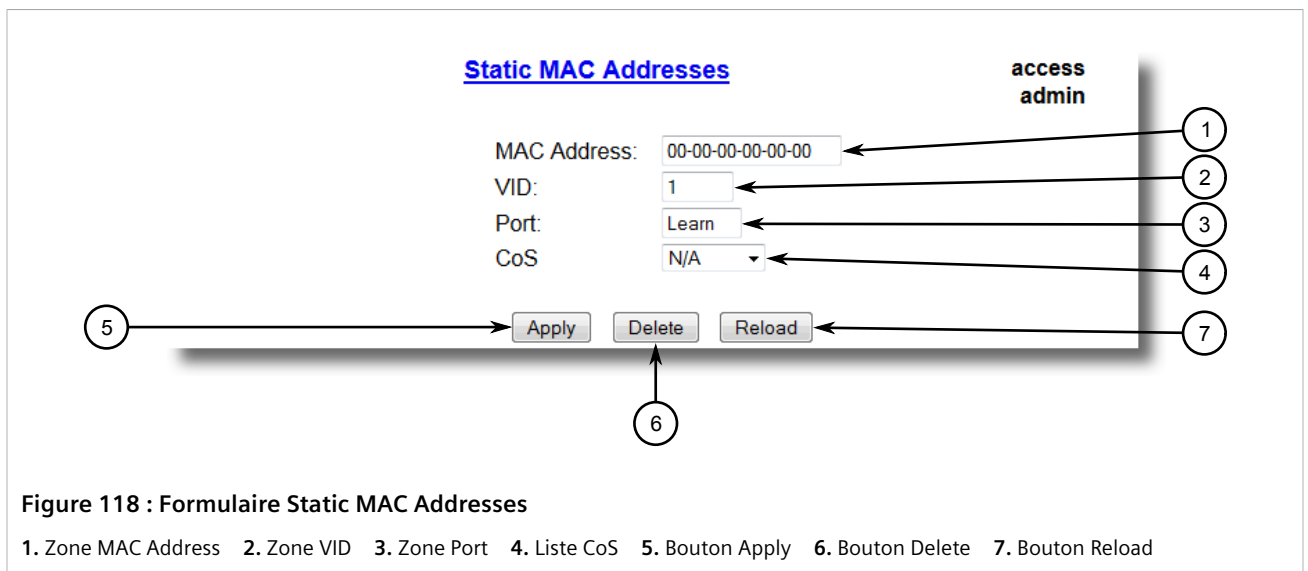 Static MAC Addresses
access
admin
MAC Address: 00-00-00-00-00-00
1
VID: 1
2
Port: Learn
3
CoS N/A
4
5
Apply Delete Reload
7
6
Figure 118 : Formulaire Static MAC Addresses
1. Zone MAC Address 2. Zone VID 3. Zone Port 4. Liste CoS 5. Bouton Apply 6. Bouton Delete 7. Bouton Reload